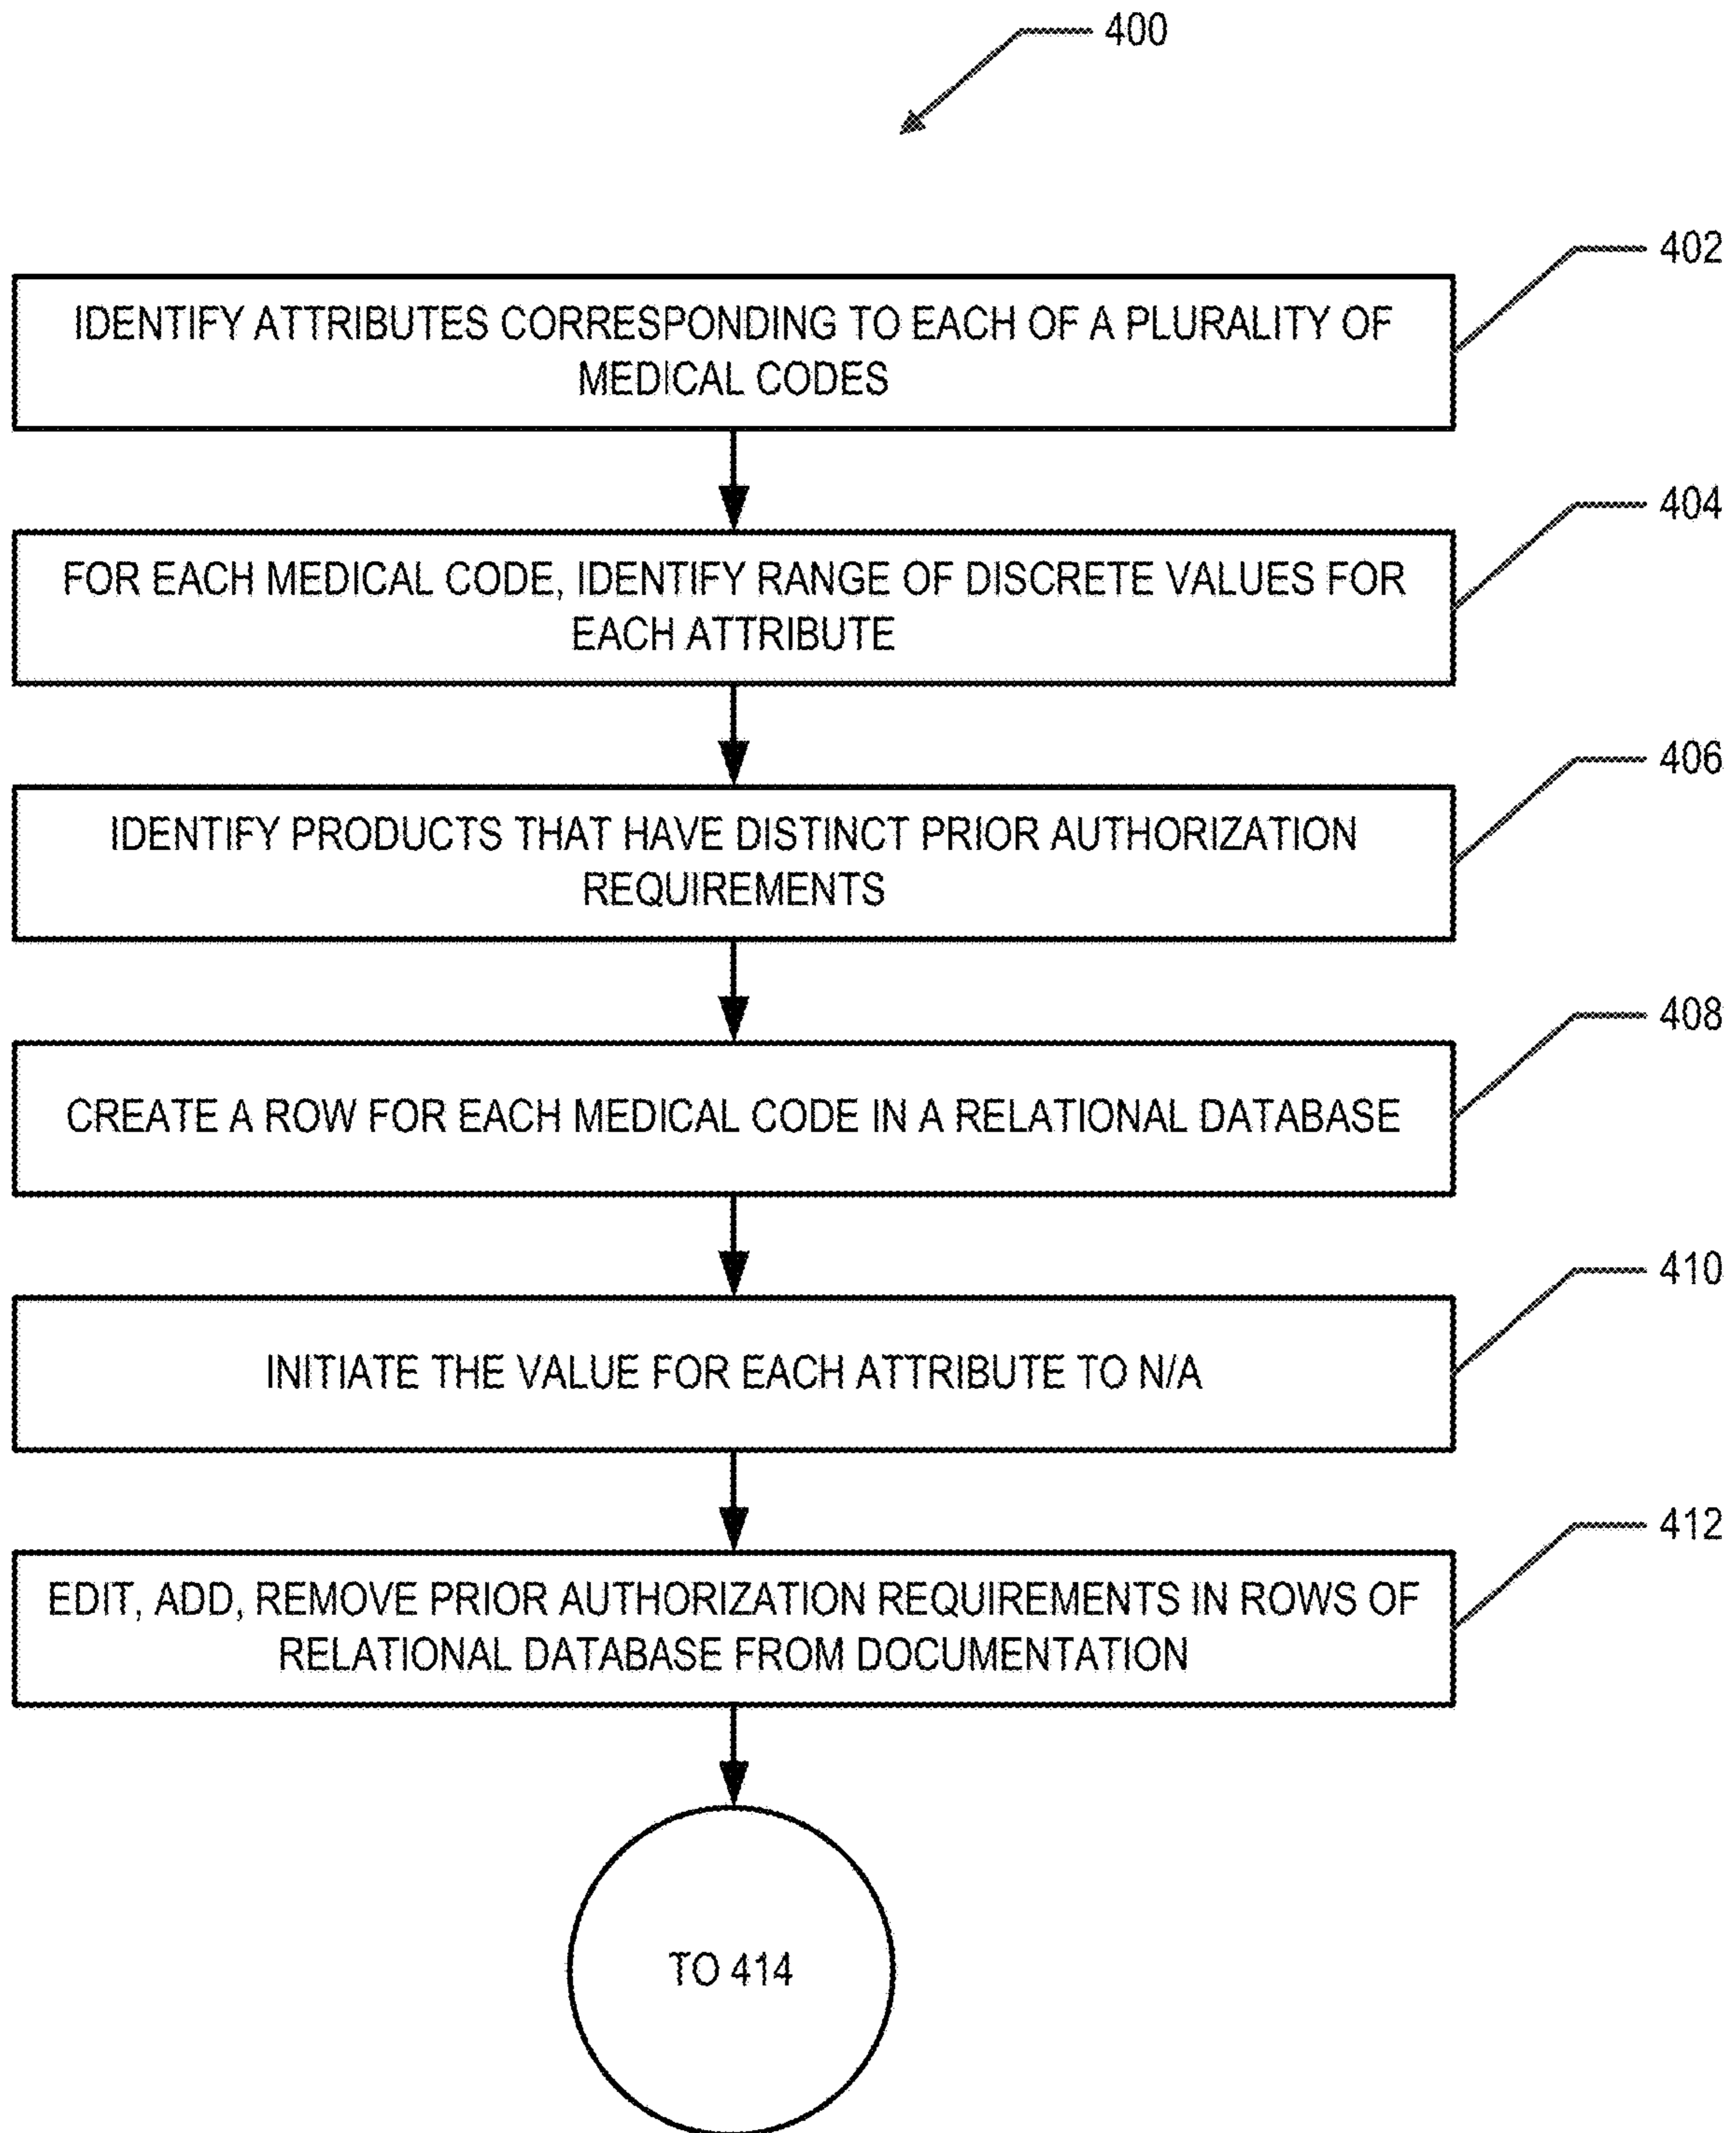 400
402
IDENTIFY ATTRIBUTES CORRESPONDING TO EACH OF A PLURALITY OF
MEDICAL CODES
404
FOR EACH MEDICAL CODE, IDENTIFY RANGE OF DISCRETE VALUES FOR
EACH ATTRIBUTE
406
IDENTIFY PRODUCTS THAT HAVE DISTINCT PRIOR AUTHORIZATION
REQUIREMENTS
408
CREATE A ROW FOR EACH MEDICAL CODE IN A RELATIONAL DATABASE
410
INITIATE THE VALUE FOR EACH ATTRIBUTE TO N/A
412
EDIT, ADD, REMOVE PRIOR AUTHORIZATION REQUIREMENTS IN ROWS OF
RELATIONAL DATABASE FROM DOCUMENTATION
TO 414